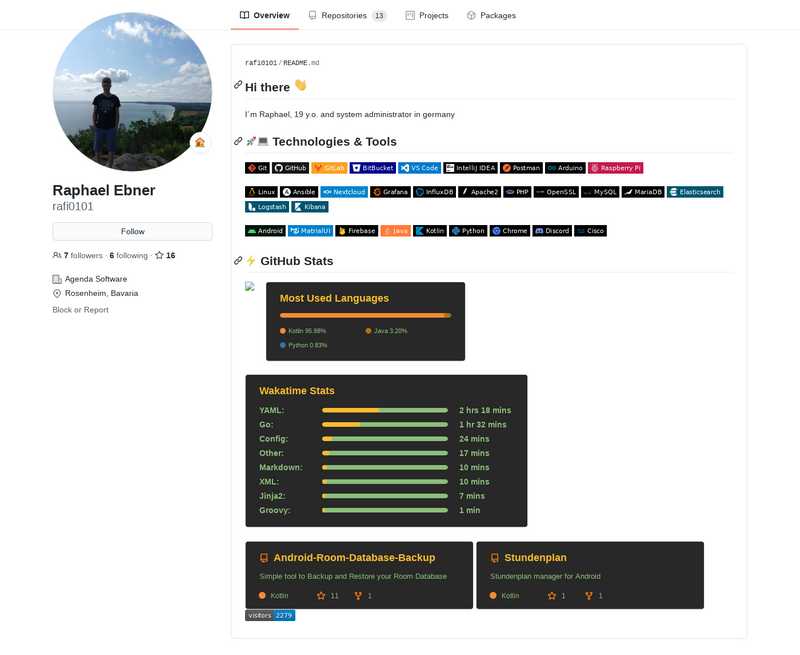 Overview Repositories 13 Projects Packages
Raphael Ebner
rafi0101
Follow
7 followers · 6 following · 16
Agenda Software
Rosenheim, Bavaria
Block or Report
rafi0101/README.md
Hi there 👋
I´m Raphael, 19 y.o. and system administrator in germany
🚀💻 Technologies & Tools
Git GitHub GitLab BitBucket VS Code IntelliJ IDEA Postman Arduino Raspberry Pi
Linux Ansible Nextcloud Grafana InfluxDB Apache2 PHP OpenSSL MySQL MariaDB Elasticsearch
Logstash Kibana
Android MatrialUI Firebase Java Kotlin Python Chrome Discord Cisco
⚡ GitHub Stats
Most Used Languages
Kotlin 95.98% Java 3.20%
Python 0.83%
Wakatime Stats
YAML: 2 hrs 18 mins
Go: 1 hr 32 mins
Config: 24 mins
Other: 17 mins
Markdown: 10 mins
XML: 10 mins
Jinja2: 7 mins
Groovy: 1 min
Android-Room-Database-Backup
Simple tool to Backup and Restore your Room Database
Kotlin 11 1
Stundenplan
Stundenplan manager for Android
Kotlin 1 1
visitors 2279